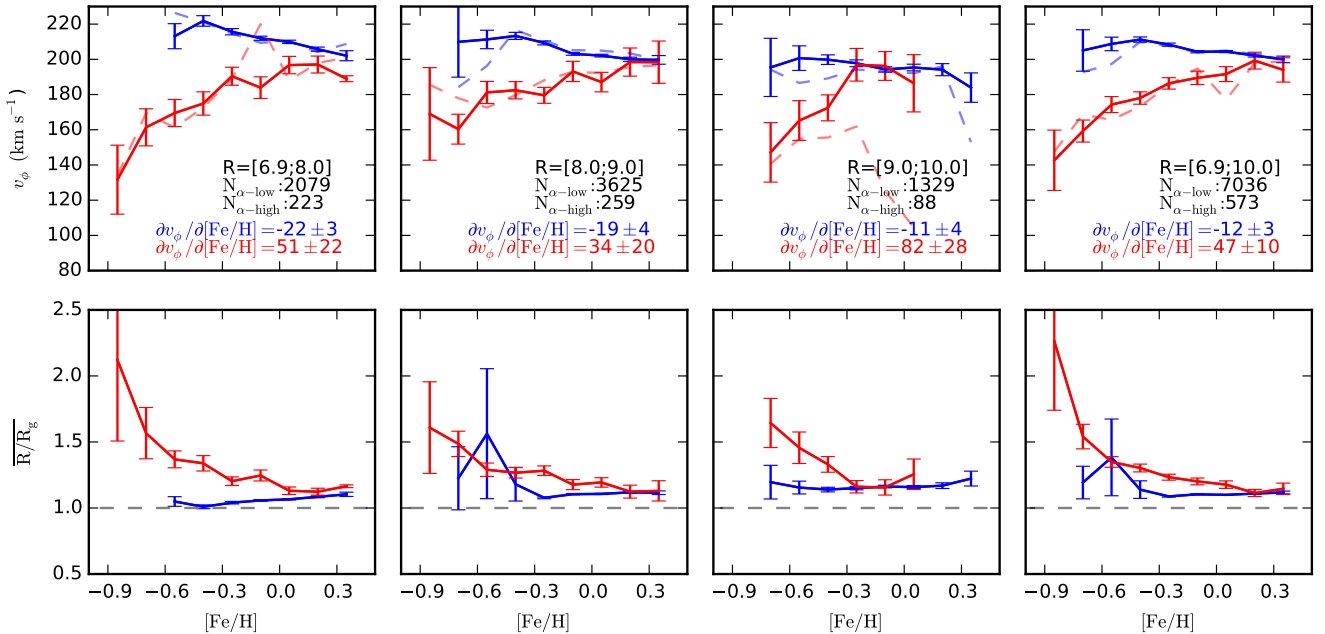 220
200
180
160
140
120
100
80
v_φ (km s⁻¹)
R=[6.9;8.0]
N_α−low:2079
N_α−high:223
∂v_φ/∂[Fe/H]=-22±3
∂v_φ/∂[Fe/H]=51±22
R=[8.0;9.0]
N_α−low:3625
N_α−high:259
∂v_φ/∂[Fe/H]=-19±4
∂v_φ/∂[Fe/H]=34±20
R=[9.0;10.0]
N_α−low:1329
N_α−high:88
∂v_φ/∂[Fe/H]=-11±4
∂v_φ/∂[Fe/H]=82±28
R=[6.9;10.0]
N_α−low:7036
N_α−high:573
∂v_φ/∂[Fe/H]=-12±3
∂v_φ/∂[Fe/H]=47±10
2.5
2.0
1.5
1.0
0.5
R/R_g
−0.9 −0.6 −0.3 0.0 0.3
−0.9 −0.6 −0.3 0.0 0.3
−0.9 −0.6 −0.3 0.0 0.3
−0.9 −0.6 −0.3 0.0 0.3
[Fe/H]
[Fe/H]
[Fe/H]
[Fe/H]